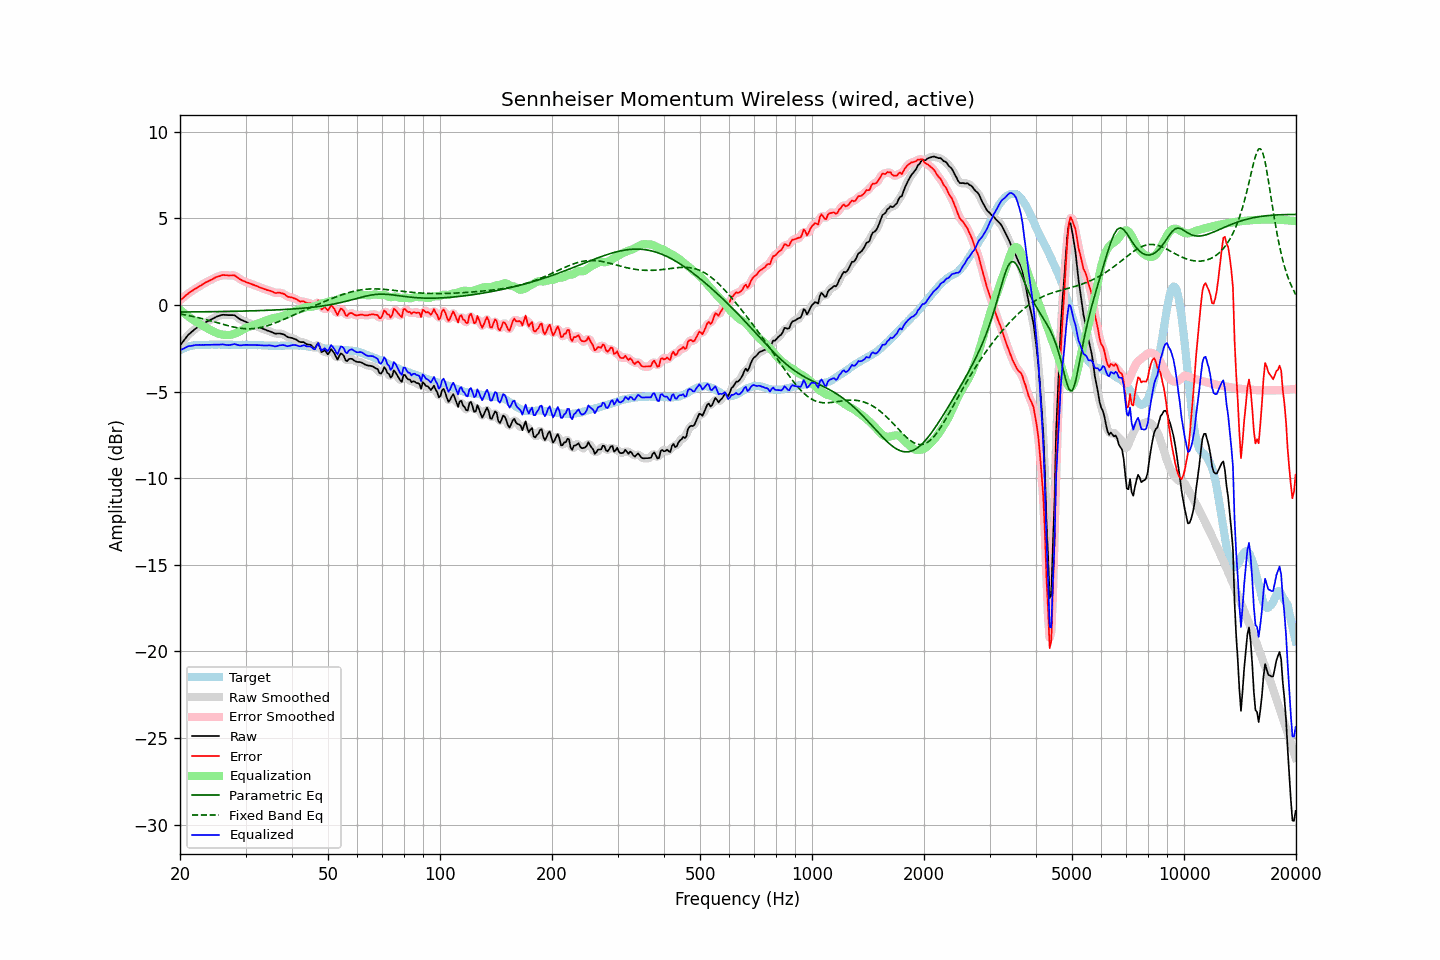 Sennheiser Momentum Wireless (wired, active)
10
5
0
−5
−10
−15
−20
−25
−30
Amplitude (dBr)
Target
Raw Smoothed
Error Smoothed
Raw
Error
Equalization
Parametric Eq
Fixed Band Eq
Equalized
20 50 100 200 500 1000 2000 5000 10000 20000
Frequency (Hz)